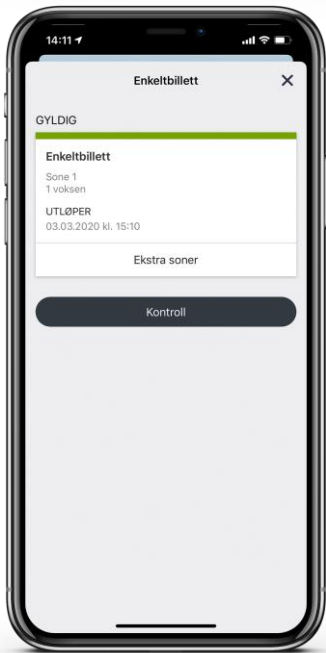 14:11
Enkeltbillett
GYLDIG
Enkeltbillett
Sone 1
1 voksen
UTLØPER
03.03.2020 kl. 15:10
Ekstra soner
Kontroll